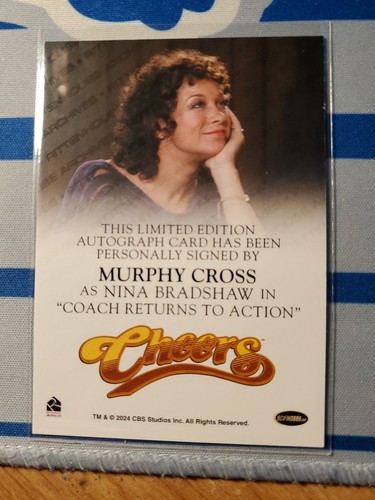 THIS LIMITED EDITION
AUTOGRAPH CARD HAS BEEN
PERSONALLY SIGNED BY
MURPHY CROSS
AS NINA BRADSHAW IN
"COACH RETURNS TO ACTION"
Cheers™
TM & © 2024 CBS Studios Inc. All Rights Reserved.